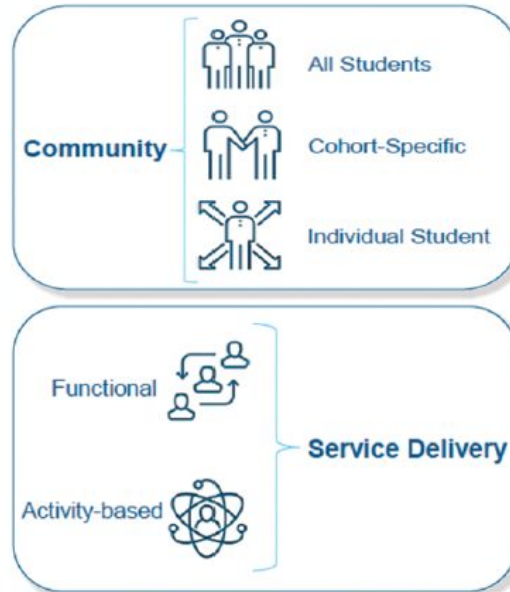 All Students
Community
Cohort-Specific
Individual Student
Functional
Service Delivery
Activity-based